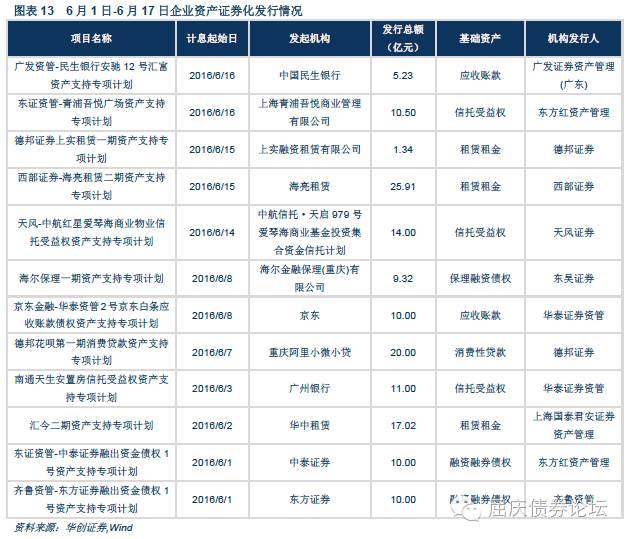 图表 13 6 月 1 日-6 月 17 日企业资产证券化发行情况
项目名称 计息起始日 发起机构 发行总额 (亿元) 基础资产 机构发行人
广发资管-民生银行安驰 12 号汇富
资产支持专项计划 2016/6/16 中国民生银行 5.23 应收账款 广发证券资产管理
(广东)
东证资管-青浦吾悦广场资产支持
专项计划 2016/6/16 上海青浦吾悦商业管理
有限公司 10.50 信托受益权 东方红资产管理
德邦证券上实租赁一期资产支持专
项计划 2016/6/15 上实融资租赁有限公司 1.34 租赁租金 德邦证券
西部证券-海亮租赁二期资产支持专
项计划 2016/6/15 海亮租赁 25.91 租赁租金 西部证券
天风-中航红星爱琴海商业物业信
托受益权资产支持专项计划 2016/6/14 中航信托·天启 979 号
爱琴海商业基金投资集
合资金信托计划 14.00 信托受益权 天风证券
海尔保理一期资产支持专项计划 2016/6/8 海尔金融保理(重庆)有
限公司 9.32 保理融资债权 东吴证券
京东金融-华泰资管 2 号京东白条应
收账款债权资产支持专项计划 2016/6/8 京东 10.00 应收账款 华泰证券资管
德邦花呗第一期消费贷款资产支持
专项计划 2016/6/7 重庆阿里小微小贷 20.00 消费性贷款 德邦证券
南通天生安置房信托受益权资产支
持专项计划 2016/6/3 广州银行 11.00 信托受益权 华泰证券资管
汇今二期资产支持专项计划 2016/6/2 华中租赁 17.02 租赁租金 上海国泰君安证券
资产管理
东证资管-中泰证券融出资金债权 1
号资产支持专项计划 2016/6/1 中泰证券 10.00 融资融券债权 东方红资产管理
齐鲁资管-东方证券融出资金债权 1
号资产支持专项计划 2016/6/1 东方证券 10.00 融资融券债权 齐鲁资管
资料来源：华创证券,Wind
屈庆债券论坛